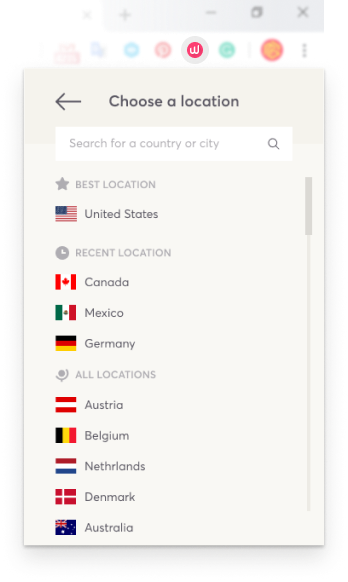 Choose a location
Search for a country or city
BEST LOCATION
United States
RECENT LOCATION
Canada
Mexico
Germany
ALL LOCATIONS
Austria
Belgium
Nethrlands
Denmark
Australia